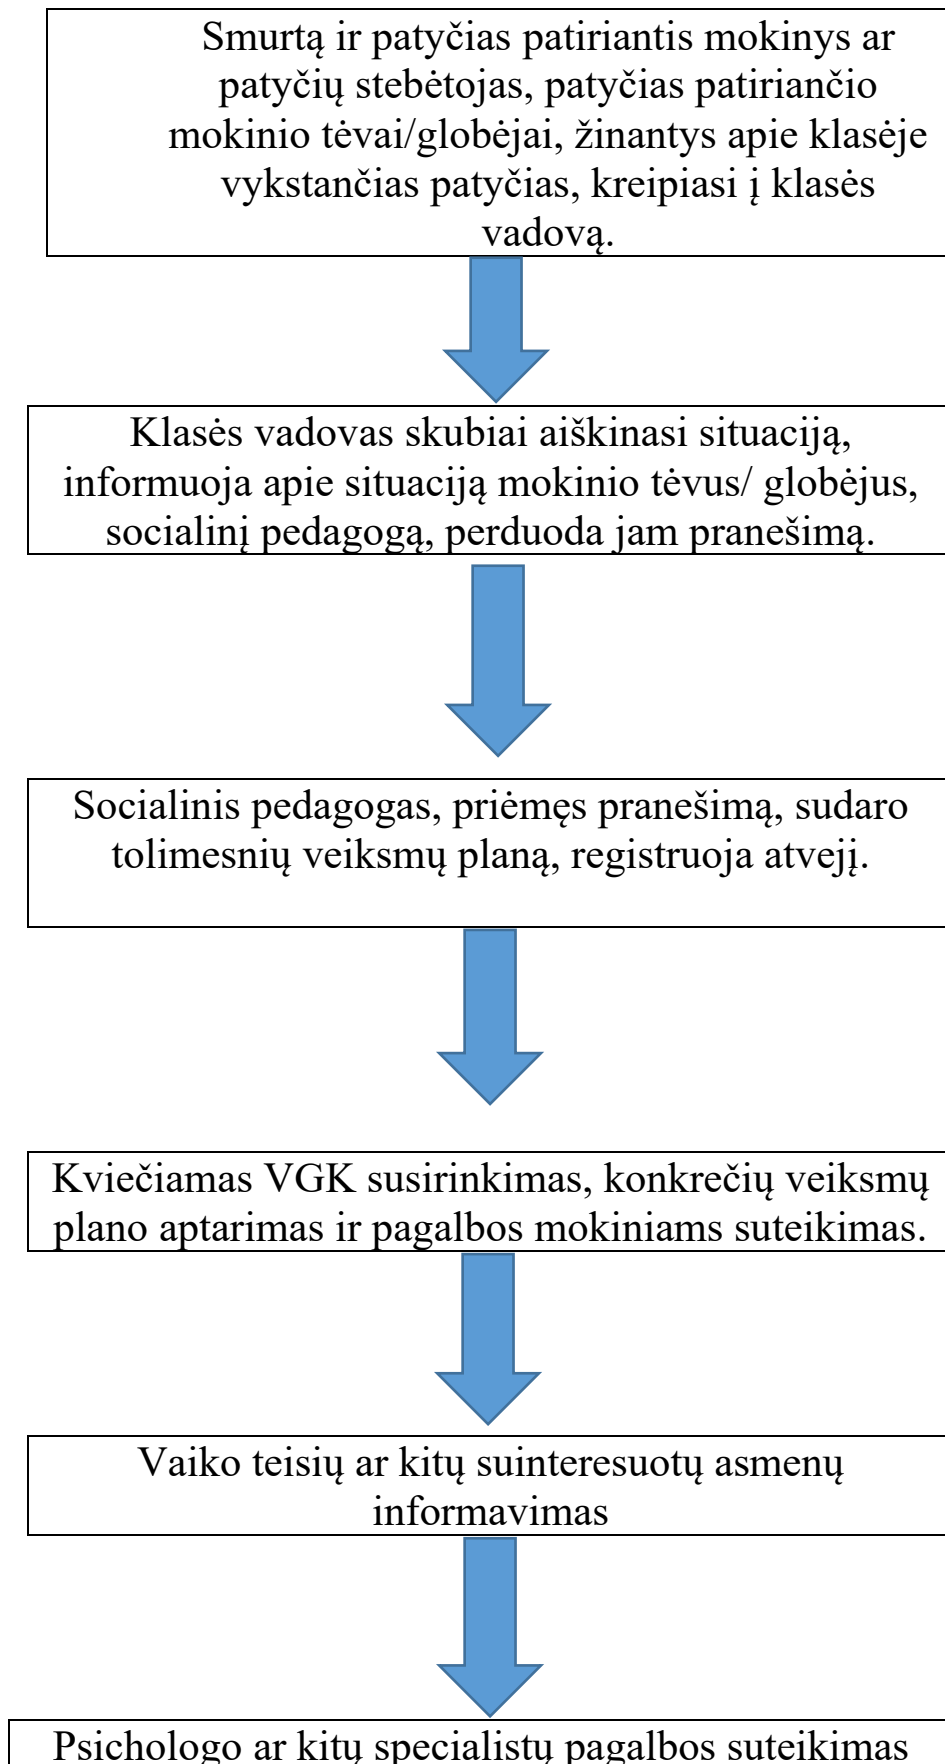 Smurtą ir patyčias patiriantis mokinys ar
patyčių stebėtojas, patyčias patiriančio
mokinio tėvai/globėjai, žinantys apie klasėje
vykstančias patyčias, kreipiasi į klasės
vadovą.
Klasės vadovas skubiai aiškinasi situaciją,
informuoja apie situaciją mokinio tėvus/ globėjus,
socialinį pedagogą, perduoda jam pranešimą.
Socialinis pedagogas, priėmęs pranešimą, sudaro
tolimesnių veiksmų planą, registruoja atvejį.
Kviečiamas VGK susirinkimas, konkrečių veiksmų
plano aptarimas ir pagalbos mokiniams suteikimas.
Vaiko teisių ar kitų suinteresuotų asmenų
informavimas
Psichologo ar kitų specialistų pagalbos suteikimas